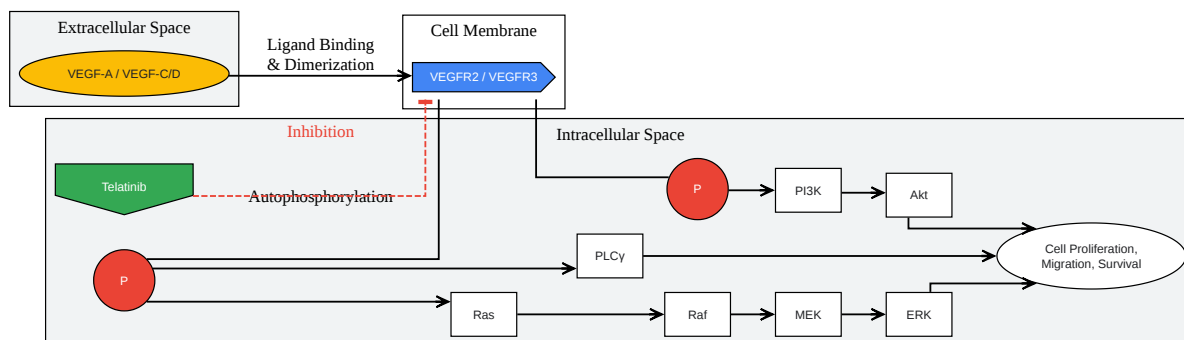 Extracellular Space
VEGF-A / VEGF-C/D
Ligand Binding
& Dimerization
Cell Membrane
VEGFR2 / VEGFR3
Inhibition
Intracellular Space
Telatinib
Autophosphorylation
P
PI3K
Akt
P
PLCγ
Cell Proliferation,
Migration, Survival
Ras
Raf
MEK
ERK